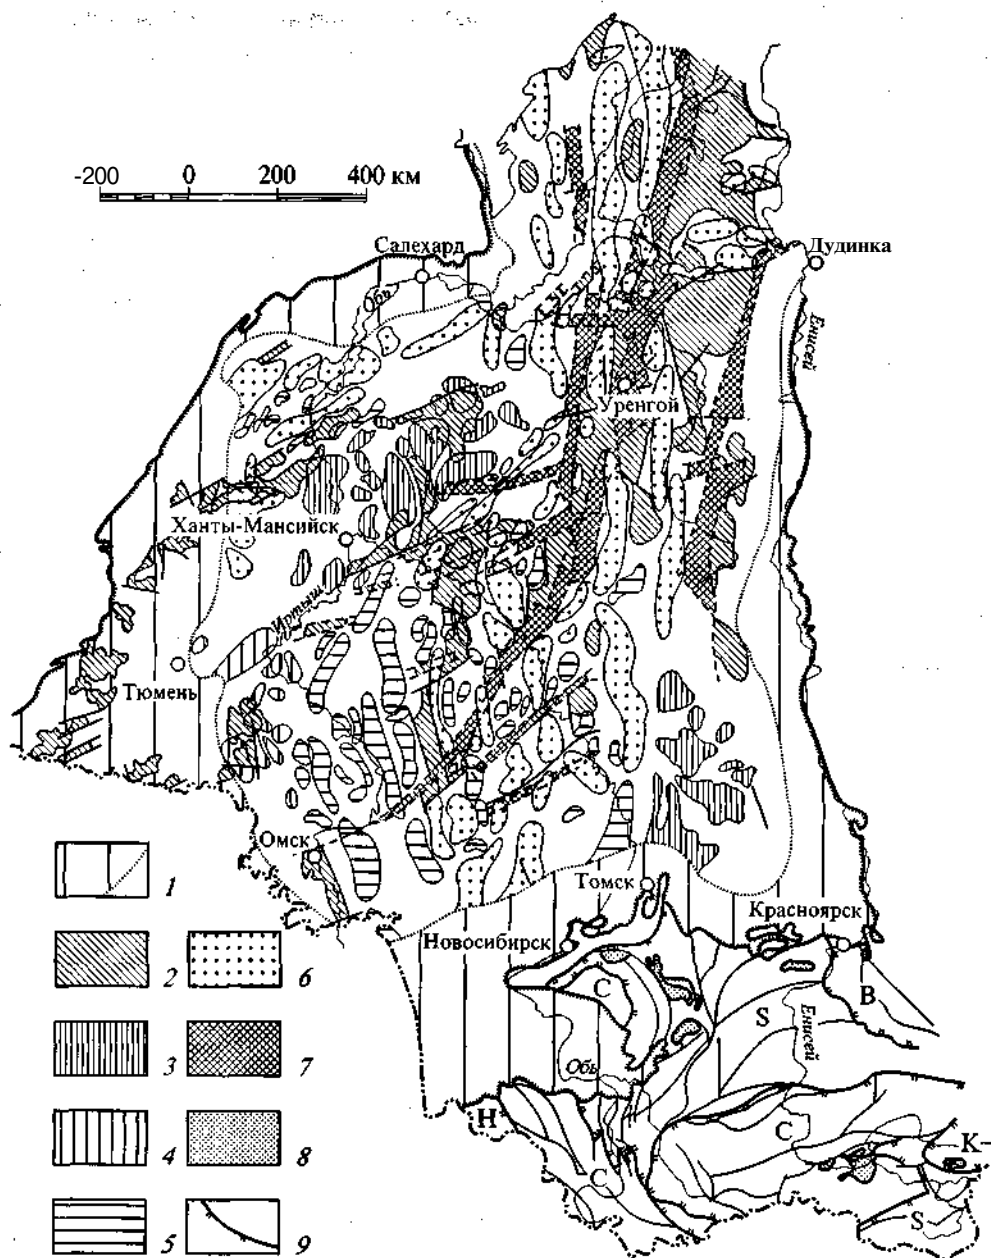 -200 0 200 400 км
Салехард
Дудинка
Обь
Енисей
Уренгой
Ханты-Мансийск
Иртыш
Тюмень
Омск
Томск
Красноярск
Новосибирск
C
B
S
Енисей
Обь
H
C
K
C
S
1
2 6
3 7
4 8
5 9